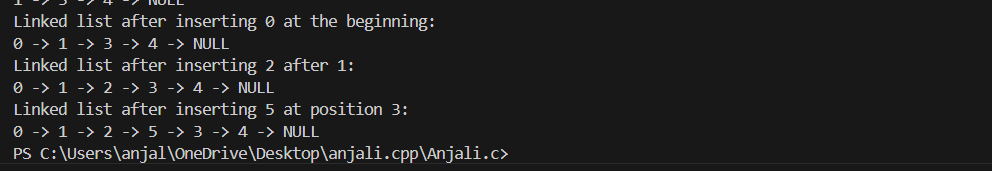 1 -> 3 -> 4 -> NULL
Linked list after inserting 0 at the beginning:
0 -> 1 -> 3 -> 4 -> NULL
Linked list after inserting 2 after 1:
0 -> 1 -> 2 -> 3 -> 4 -> NULL
Linked list after inserting 5 at position 3:
0 -> 1 -> 2 -> 5 -> 3 -> 4 -> NULL
PS C:\Users\anjal\OneDrive\Desktop\anjali.cpp\Anjali.c>